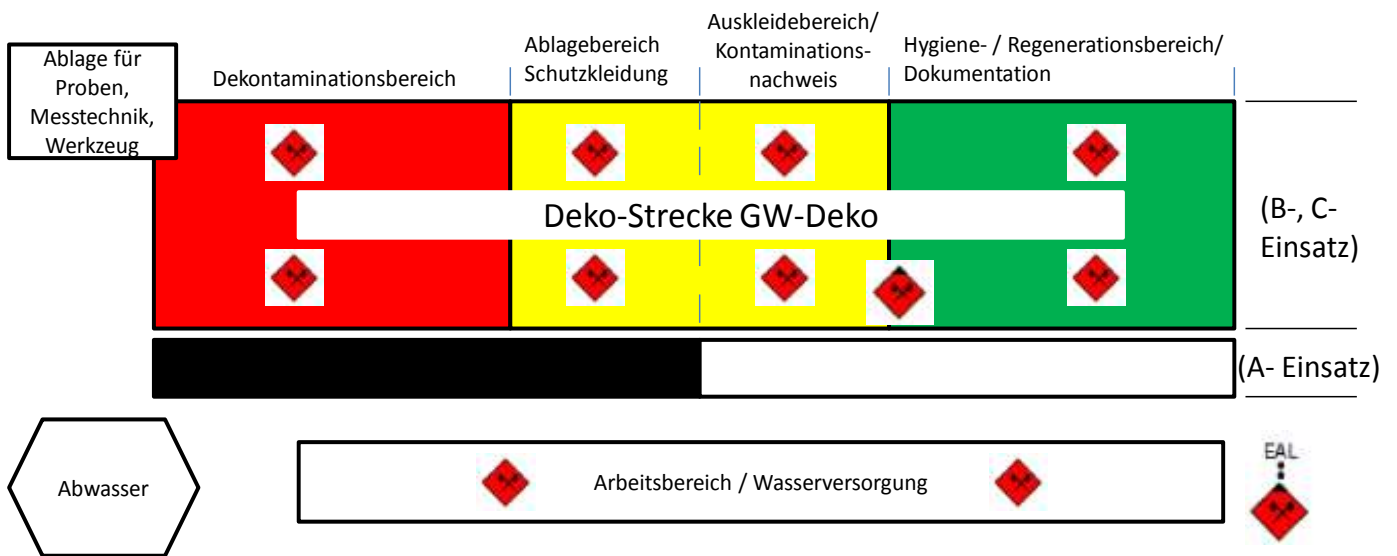 Ablage für
Proben,
Messtechnik,
Werkzeug
Dekontaminationsbereich
Ablagebereich
Schutzkleidung
Auskleidebereich/
Kontaminations-
nachweis
Hygiene- / Regenerationsbereich/
Dokumentation
Deko-Strecke GW-Deko
(B-, C-
Einsatz)
(A- Einsatz)
Abwasser
Arbeitsbereich / Wasserversorgung
EAL